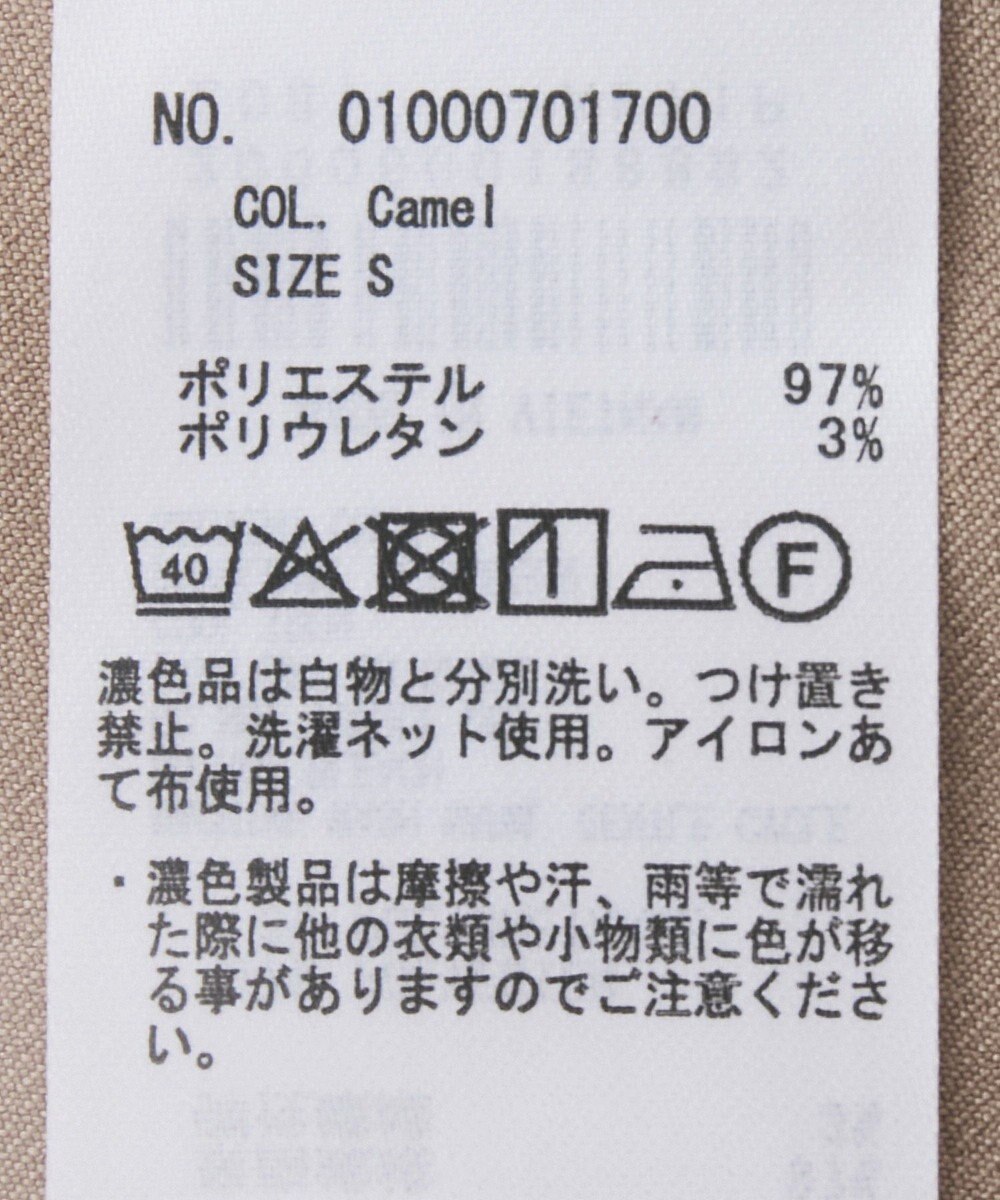 NO. 01000701700
COL. Camel
SIZE S
ポリエステル 97%
ポリウレタン 3%
40 F
濃色品は白物と分別洗い。つけ置き
禁止。洗濯ネット使用。アイロンあ
て布使用。
・濃色製品は摩擦や汗、雨等で濡れ
た際に他の衣類や小物類に色が移
る事がありますのでご注意くださ
い。